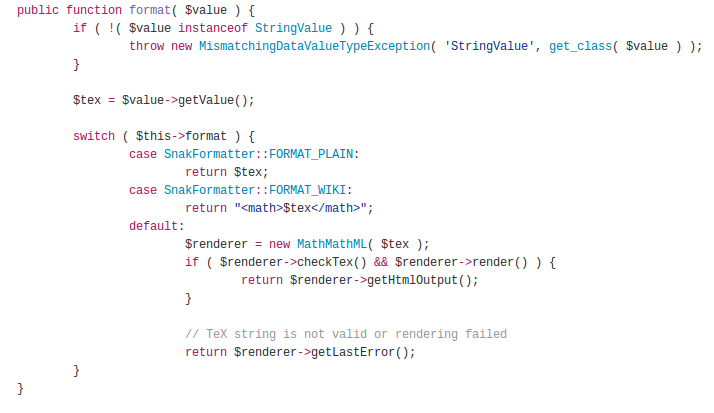 public function format( $value ) {
if ( !( $value instanceof StringValue ) ) {
throw new MismatchingDataValueTypeException( 'StringValue', get_class( $value ) );
}
$tex = $value->getValue();
switch ( $this->format ) {
case SnakFormatter::FORMAT_PLAIN:
return $tex;
case SnakFormatter::FORMAT_WIKI:
return "<math>$tex</math>";
default:
$renderer = new MathMathML( $tex );
if ( $renderer->checkTex() && $renderer->render() ) {
return $renderer->getHtmlOutput();
}
// TeX string is not valid or rendering failed
return $renderer->getLastError();
}
}